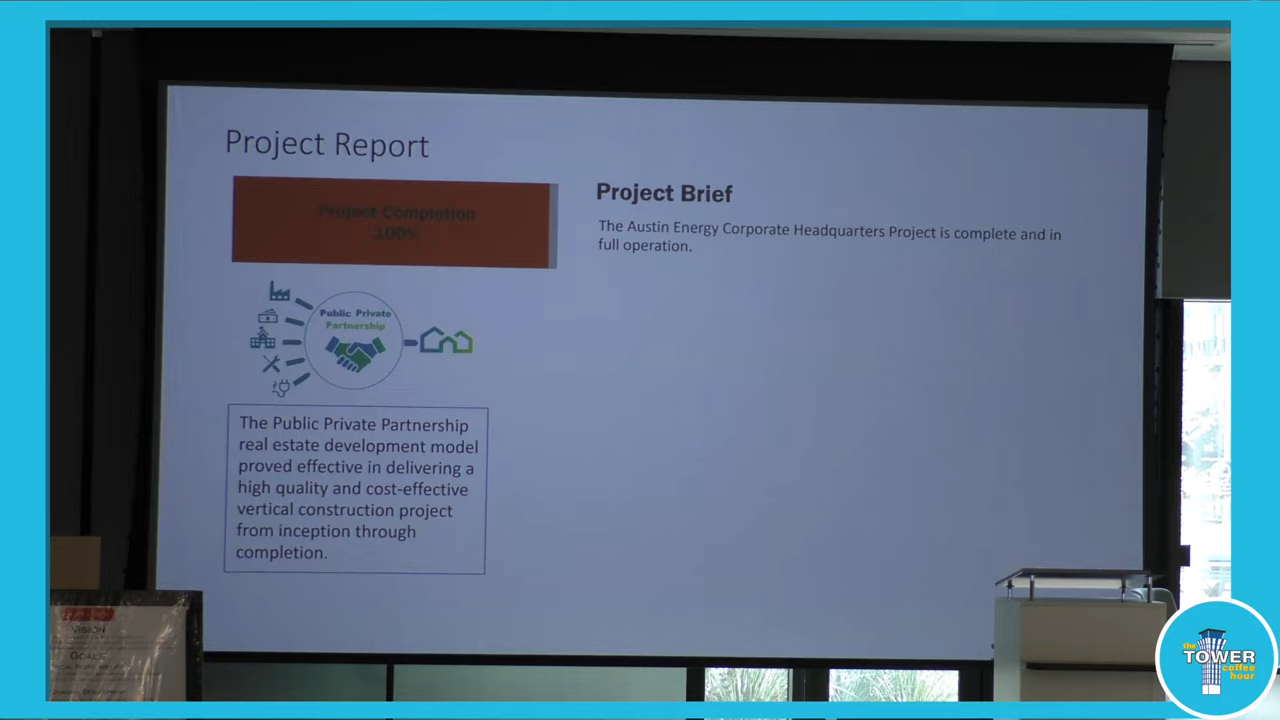 Project Report
Project Completion
100%
Project Brief
The Austin Energy Corporate Headquarters Project is complete and in
full operation.
Public Private
Partnership
The Public Private Partnership
real estate development model
proved effective in delivering a
high quality and cost-effective
vertical construction project
from inception through
completion.
VISION
GOALS
the
TOWER
coffee
hour